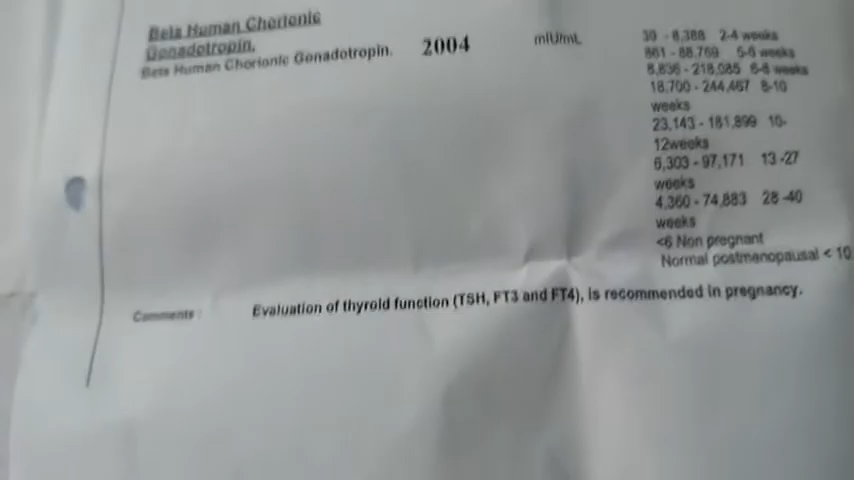 Beta Human Chorionic
Gonadotropin.
Beta Human Chorionic Gonadotropin. 2004 mIU/mL
30 - 8,388 2-4 weeks
861 - 88,769 5-6 weeks
8,636 - 218,085 6-8 weeks
18,700 - 244,467 8-10
weeks
23,143 - 181,899 10-
12weeks
6,303 - 97,171 13 -27
weeks
4,360 - 74,883 28 -40
weeks
<6 Non pregnant
Normal postmenopausal < 10
Comments : Evaluation of thyroid function (TSH, FT3 and FT4), is recommended in pregnancy.